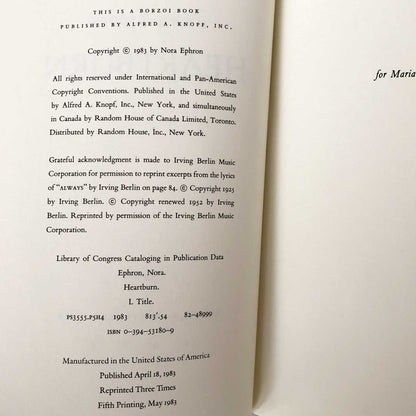 THIS IS A BORZOI BOOK
PUBLISHED BY ALFRED A. KNOPF, INC.
Copyright © 1983 by Nora Ephron
All rights reserved under International and Pan-American
Copyright Conventions. Published in the United States
by Alfred A. Knopf, Inc., New York, and simultaneously
in Canada by Random House of Canada Limited, Toronto.
Distributed by Random House, Inc., New York.
Grateful acknowledgment is made to Irving Berlin Music
Corporation for permission to reprint excerpts from the lyrics
of "ALWAYS" by Irving Berlin on page 84. © Copyright 1925
by Irving Berlin. © Copyright renewed 1952 by Irving
Berlin. Reprinted by permission of the Irving Berlin Music
Corporation.
Library of Congress Cataloging in Publication Data
Ephron, Nora.
Heartburn.
I. Title.
PS3555.P5H4 1983 813'.54 82-48999
ISBN 0-394-53180-9
Manufactured in the United States of America
Published April 18, 1983
Reprinted Three Times
Fifth Printing, May 1983
for Maria